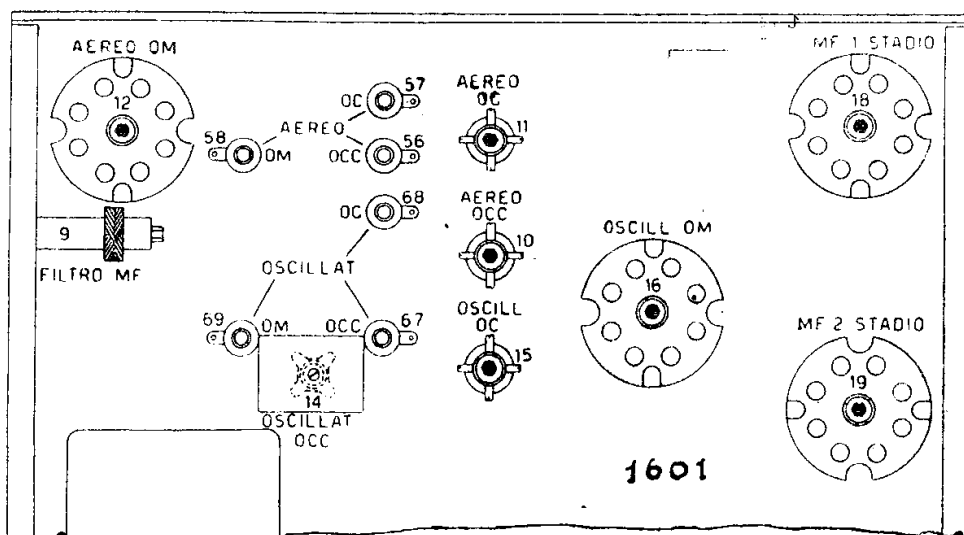 AEREO OM
12
58
OM
AEREO
OC
57
OCC
56
AEREO
OC
11
MF 1 STADIO
18
9
FILTRO MF
OC
68
OSCILLAT
69
OM
OCC
67
14
OSCILLAT
OCC
AEREO
OCC
10
OSCILL
OC
15
OSCILL OM
16
MF 2 STADIO
19
1601